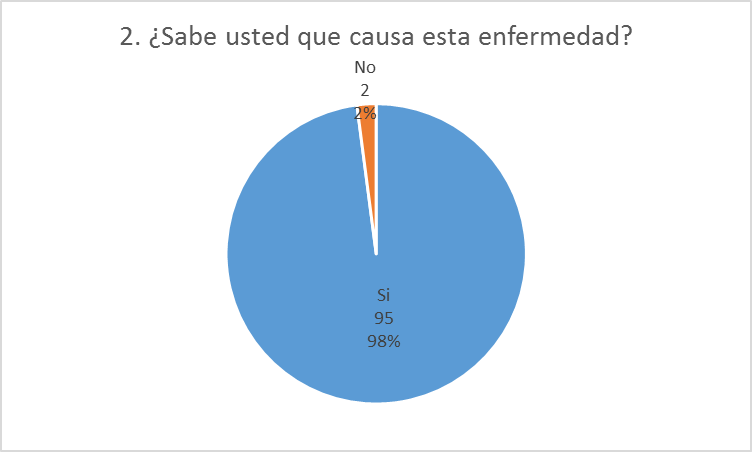 2. ¿Sabe usted que causa esta enfermedad?
No
2
2%
Si
95
98%